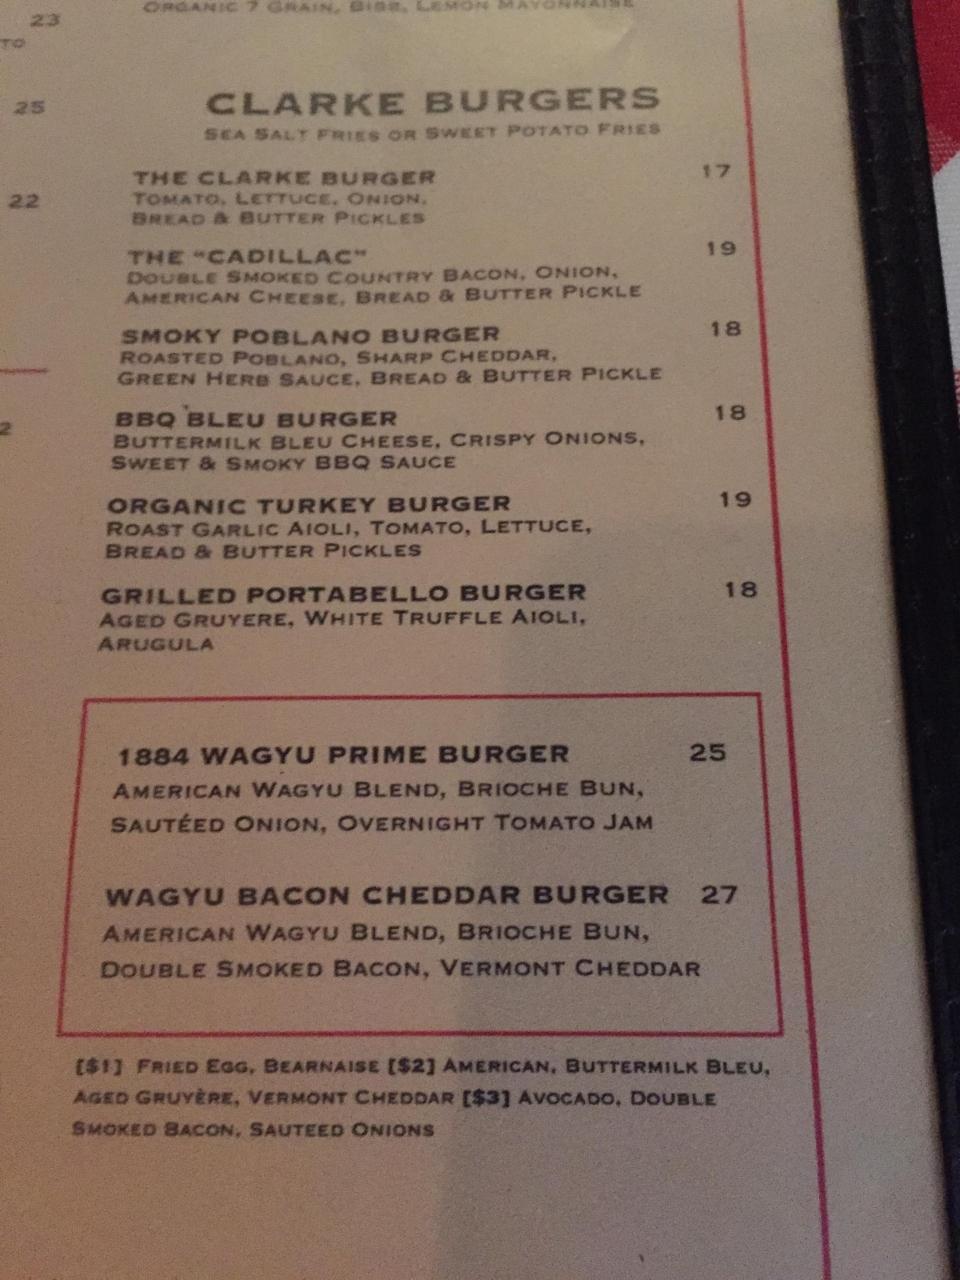 23
ORGANIC 7 GRAIN, BIBB, LEMON MAYONNAISE
TO
25
CLARKE BURGERS
SEA SALT FRIES OR SWEET POTATO FRIES
22
THE CLARKE BURGER 17
TOMATO, LETTUCE, ONION,
BREAD & BUTTER PICKLES
THE "CADILLAC" 19
DOUBLE SMOKED COUNTRY BACON, ONION,
AMERICAN CHEESE, BREAD & BUTTER PICKLE
SMOKY POBLANO BURGER 18
ROASTED POBLANO, SHARP CHEDDAR,
GREEN HERB SAUCE, BREAD & BUTTER PICKLE
2
BBQ BLEU BURGER 18
BUTTERMILK BLEU CHEESE, CRISPY ONIONS,
SWEET & SMOKY BBQ SAUCE
ORGANIC TURKEY BURGER 19
ROAST GARLIC AIOLI, TOMATO, LETTUCE,
BREAD & BUTTER PICKLES
GRILLED PORTABELLO BURGER 18
AGED GRUYERE, WHITE TRUFFLE AIOLI,
ARUGULA
1884 WAGYU PRIME BURGER 25
AMERICAN WAGYU BLEND, BRIOCHE BUN,
SAUTÉED ONION, OVERNIGHT TOMATO JAM
WAGYU BACON CHEDDAR BURGER 27
AMERICAN WAGYU BLEND, BRIOCHE BUN,
DOUBLE SMOKED BACON, VERMONT CHEDDAR
[$1] FRIED EGG, BEARNAISE [$2] AMERICAN, BUTTERMILK BLEU,
AGED GRUYÈRE, VERMONT CHEDDAR [$3] AVOCADO, DOUBLE
SMOKED BACON, SAUTEED ONIONS